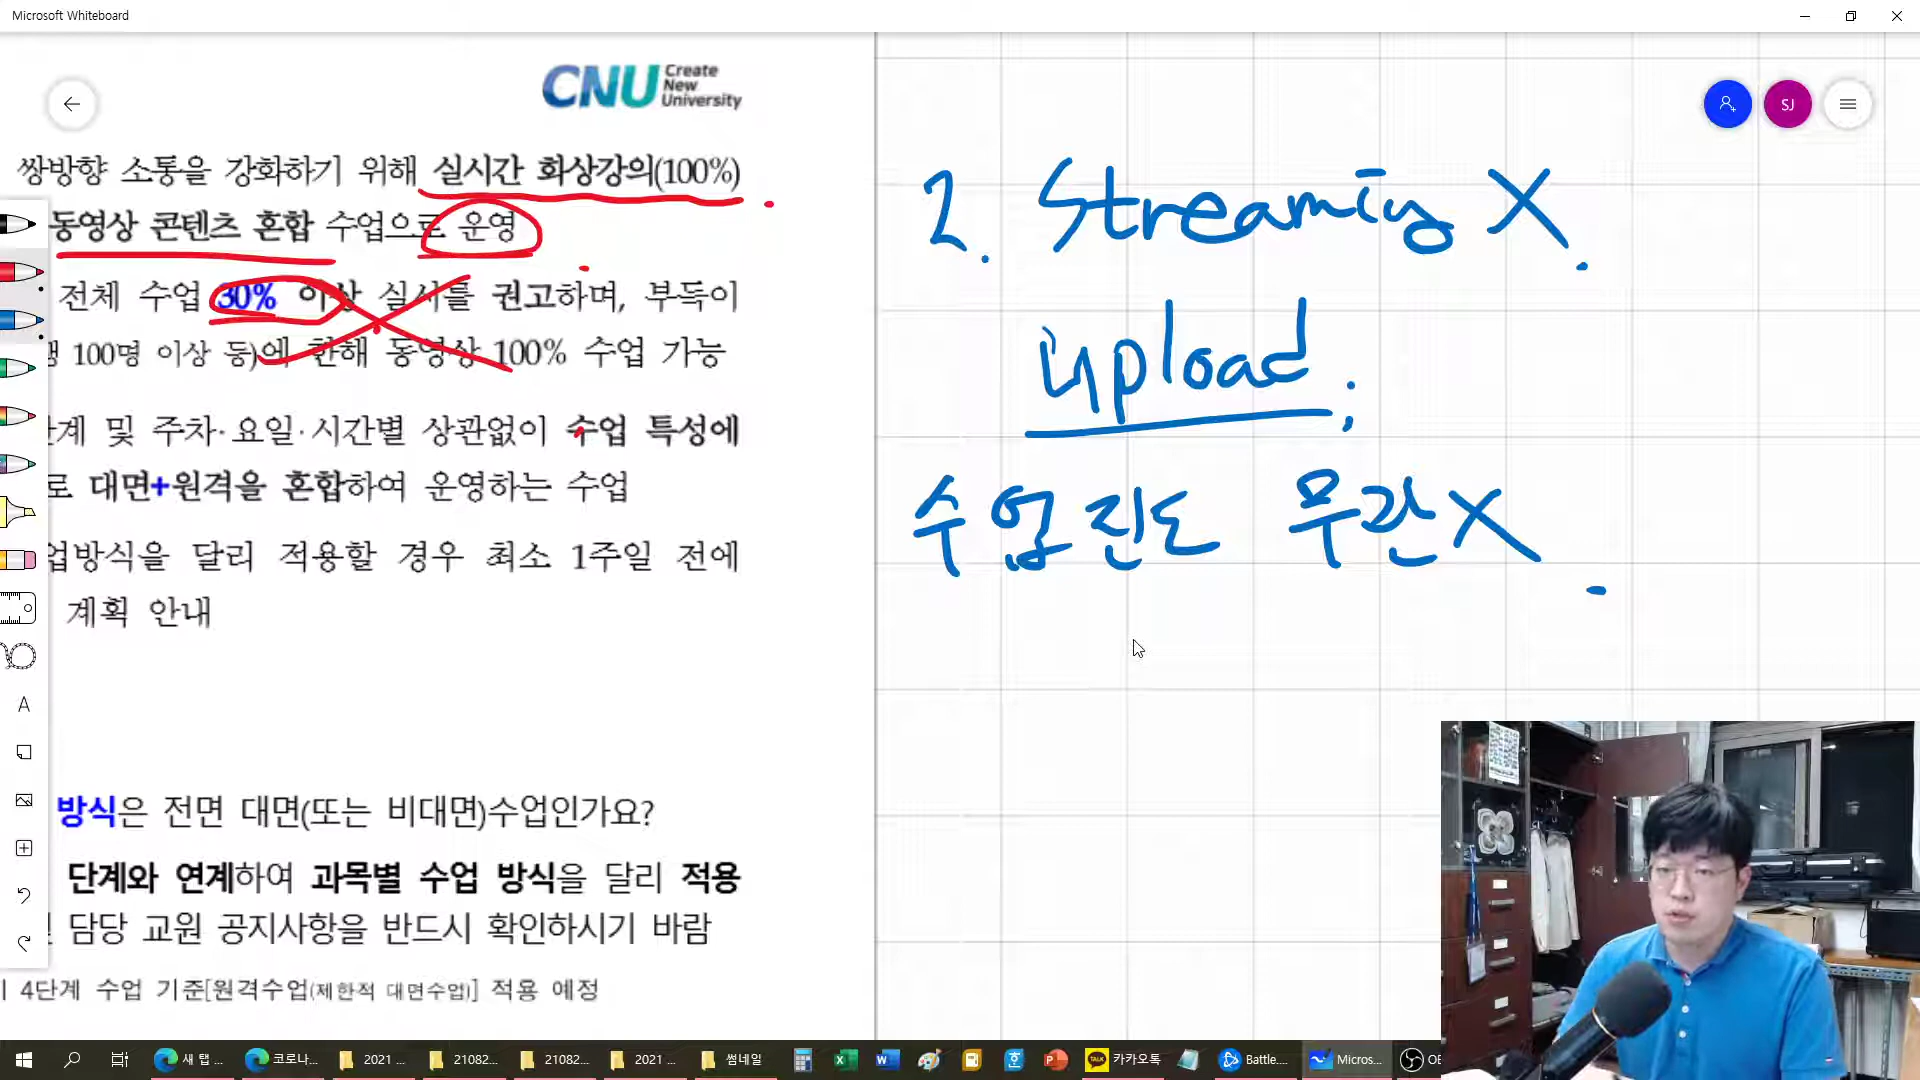 Microsoft Whiteboard
CNU Create
New
University
SJ
쌍방향 소통을 강화하기 위해 실시간 화상강의(100%)
동영상 콘텐츠 혼합 수업으로 운영
전체 수업 30% 이상 실시를 권고하며, 부득이
100명 이상 등)에 한해 동영상 100% 수업 가능
계 및 주차·요일·시간별 상관없이 수업 특성에
로 대면+원격을 혼합하여 운영하는 수업
업방식을 달리 적용할 경우 최소 1주일 전에
계획 안내
방식은 전면 대면(또는 비대면)수업인가요?
단계와 연계하여 과목별 수업 방식을 달리 적용
담당 교원 공지사항을 반드시 확인하시기 바람
4단계 수업 기준[원격수업(제한적 대면수업)] 적용 예정
2. Streaming X.
upload;
수업진도 무관X.
A
새 탭 ...
코로나...
2021 ...
21082...
21082...
2021 ...
썸네일
카카오톡
Battle....
Micros...
OB